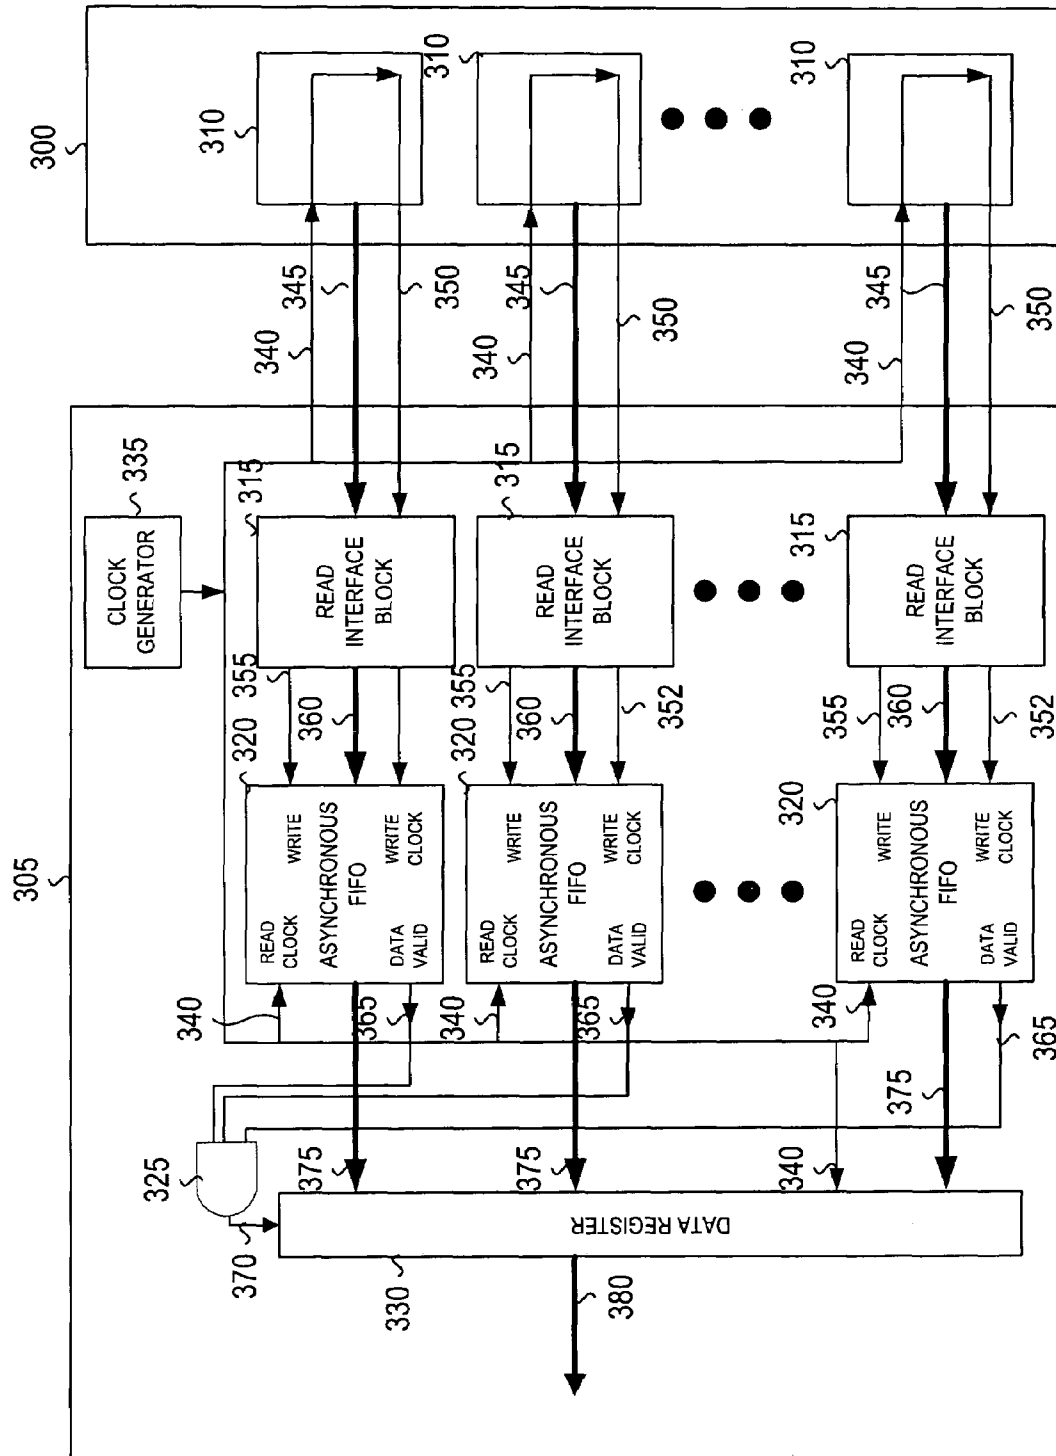 300
310
310
310
340
345
350
340
345
350
340
345
350
305
CLOCK
GENERATOR
335
315
READ
INTERFACE
BLOCK
315
READ
INTERFACE
BLOCK
315
READ
INTERFACE
BLOCK
355
360
355
360
352
355
360
352
320
WRITE
WRITE
CLOCK
ASYNCHRONOUS
FIFO
READ
CLOCK
DATA
VALID
320
WRITE
WRITE
CLOCK
ASYNCHRONOUS
FIFO
READ
CLOCK
DATA
VALID
320
WRITE
WRITE
CLOCK
ASYNCHRONOUS
FIFO
READ
CLOCK
DATA
VALID
340
365
340
365
340
365
325
370
375
375
340
375
DATA REGISTER
330
380